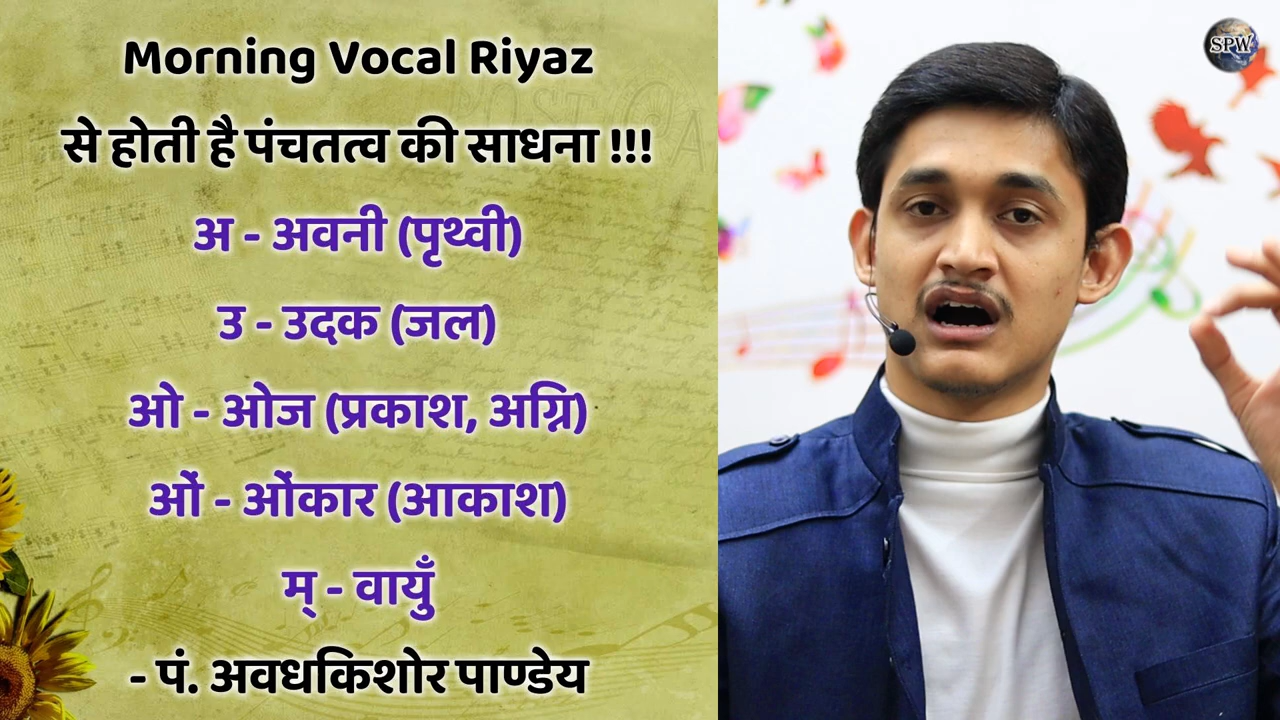 Morning Vocal Riyaz
से होती है पंचतत्व की साधना !!!
अ - अवनी (पृथ्वी)
उ - उदक (जल)
ओ - ओज (प्रकाश, अग्नि)
ओं - ओंकार (आकाश)
म् - वायुँ
- पं. अवधकिशोर पाण्डेय
SPW